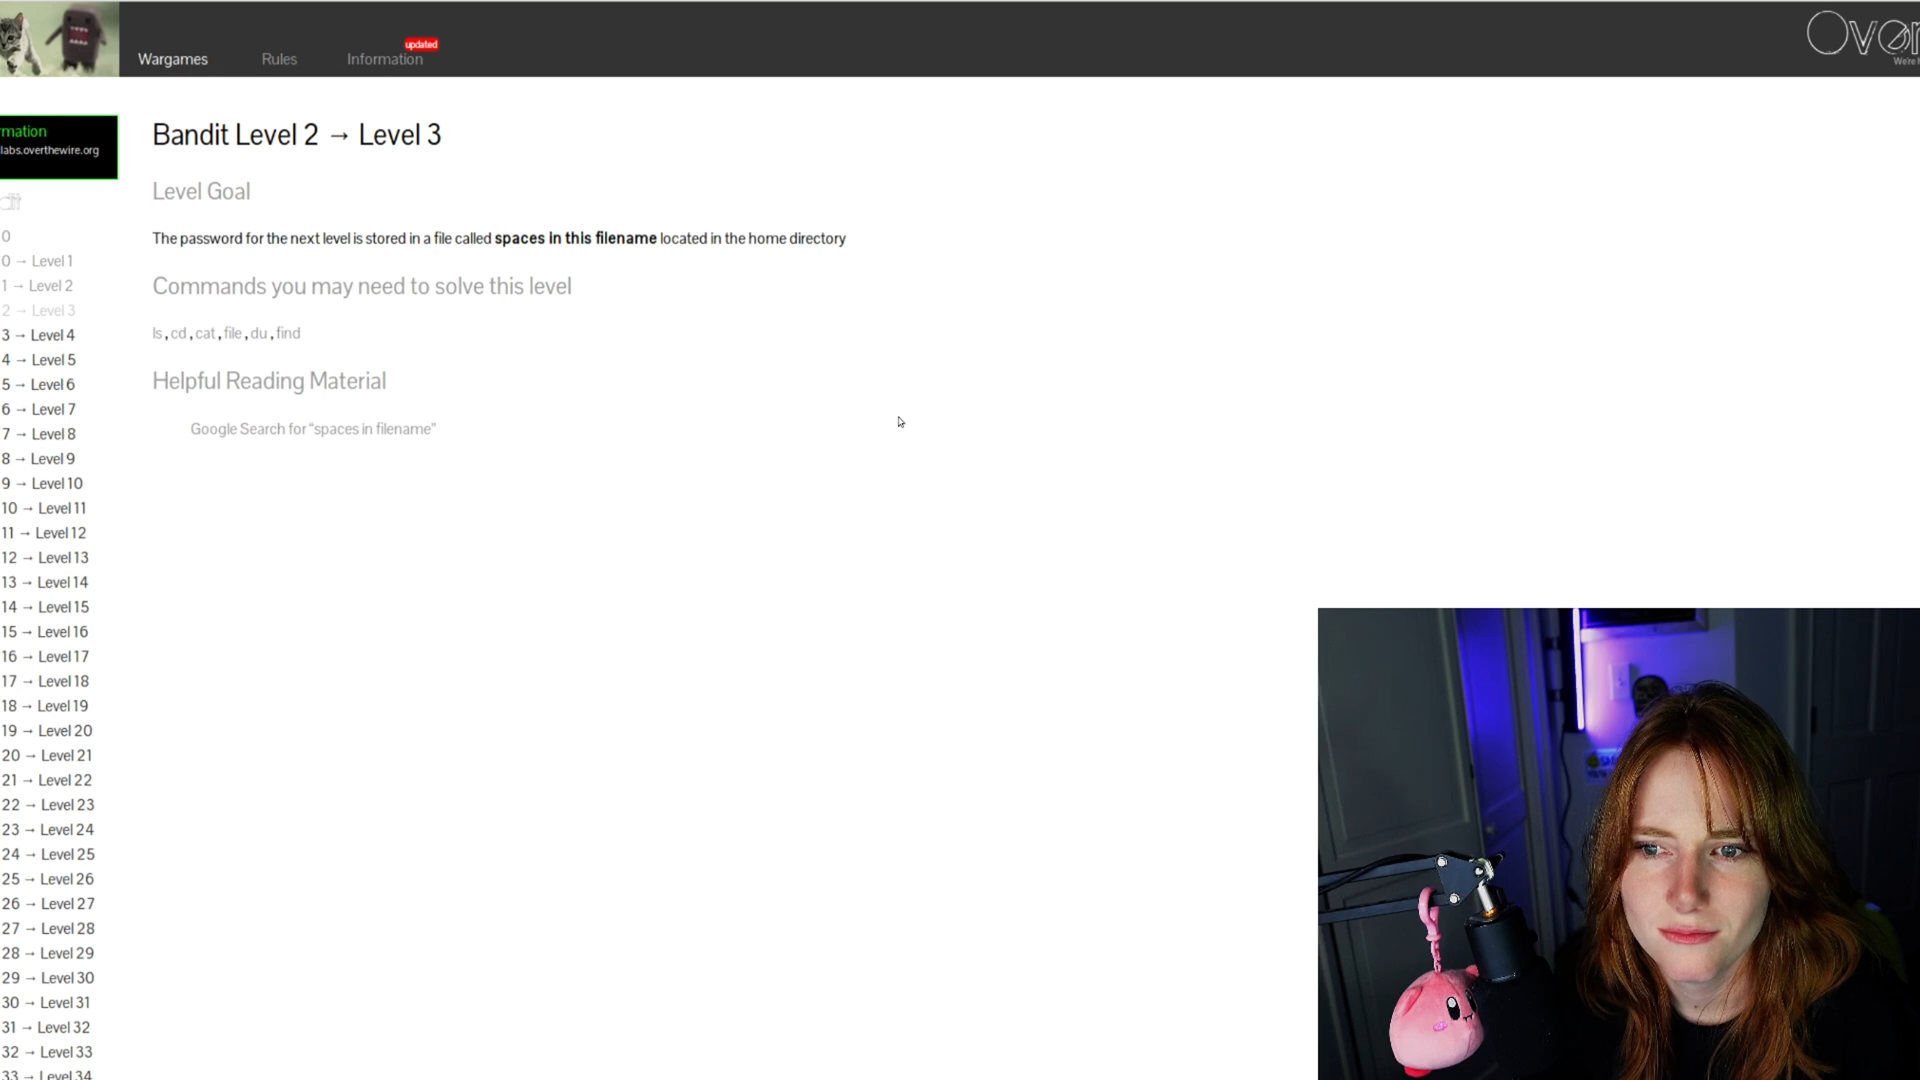 Wargames
Rules
Information
updated
Over
We're h
rmation
labs.overthewire.org
Bandit Level 2 → Level 3
Level Goal
The password for the next level is stored in a file called spaces in this filename located in the home directory
Commands you may need to solve this level
ls , cd , cat , file , du , find
Helpful Reading Material
Google Search for “spaces in filename”
0
0 → Level 1
1 → Level 2
2 → Level 3
3 → Level 4
4 → Level 5
5 → Level 6
6 → Level 7
7 → Level 8
8 → Level 9
9 → Level 10
10 → Level 11
11 → Level 12
12 → Level 13
13 → Level 14
14 → Level 15
15 → Level 16
16 → Level 17
17 → Level 18
18 → Level 19
19 → Level 20
20 → Level 21
21 → Level 22
22 → Level 23
23 → Level 24
24 → Level 25
25 → Level 26
26 → Level 27
27 → Level 28
28 → Level 29
29 → Level 30
30 → Level 31
31 → Level 32
32 → Level 33
33 → Level 34